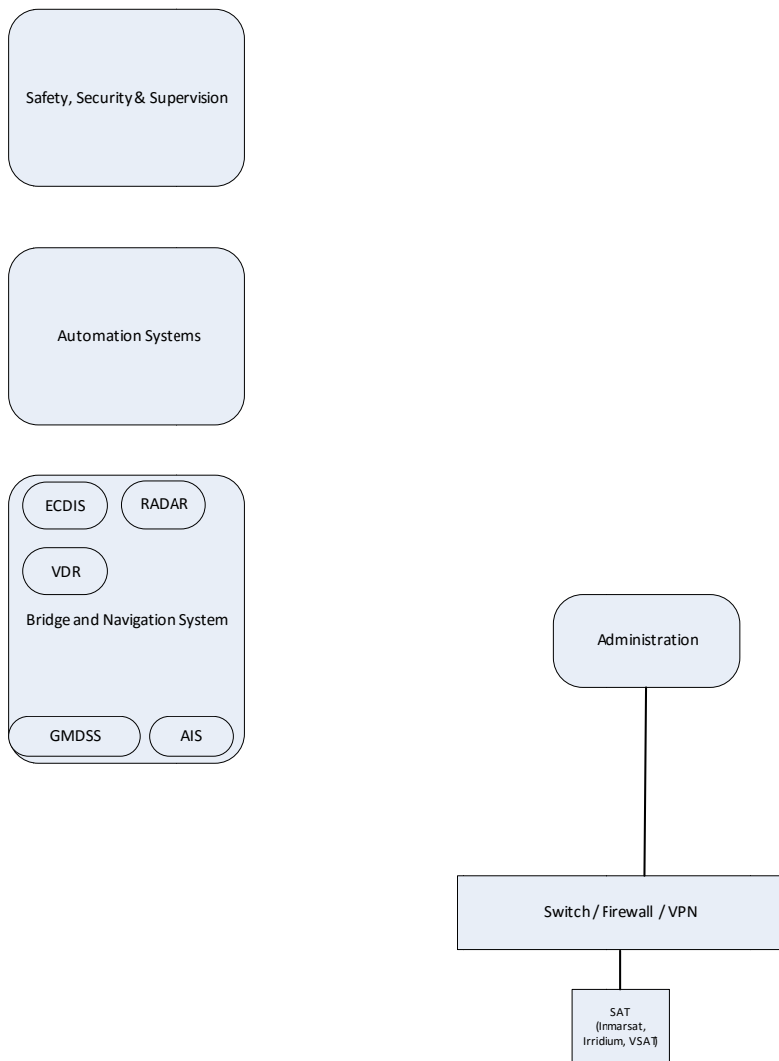 Safety, Security & Supervision
Automation Systems
ECDIS
RADAR
VDR
Bridge and Navigation System
GMDSS
AIS
Administration
Switch / Firewall / VPN
SAT
(Inmarsat,
Irridium, VSAT)